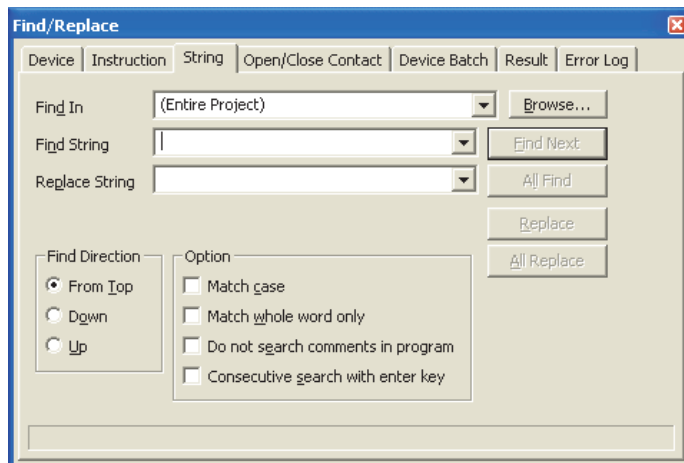 Find/Replace
Device Instruction String Open/Close Contact Device Batch Result Error Log
Find In (Entire Project) Browse...
Find String Find Next
Replace String All Find
Replace
All Replace
Find Direction Option
From Top Match case
Down Match whole word only
Up Do not search comments in program
Consecutive search with enter key